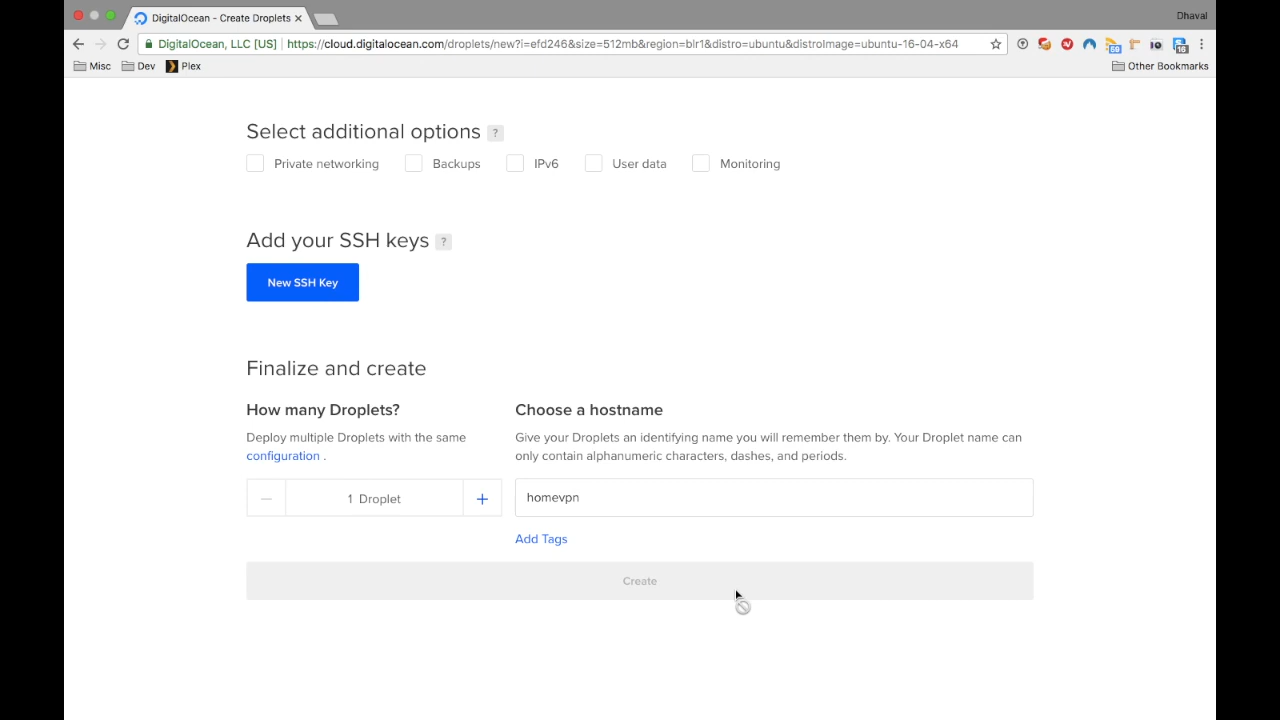 DigitalOcean - Create Droplets
Dhaval
DigitalOcean, LLC [US] https://cloud.digitalocean.com/droplets/new?i=efd246&size=512mb&region=blr1&distro=ubuntu&distroImage=ubuntu-16-04-x64
Misc Dev Plex Other Bookmarks
Select additional options ?
Private networking Backups IPv6 User data Monitoring
Add your SSH keys ?
New SSH Key
Finalize and create
How many Droplets?
Deploy multiple Droplets with the same
configuration .
1 Droplet
Choose a hostname
Give your Droplets an identifying name you will remember them by. Your Droplet name can
only contain alphanumeric characters, dashes, and periods.
homevpn
Add Tags
Create